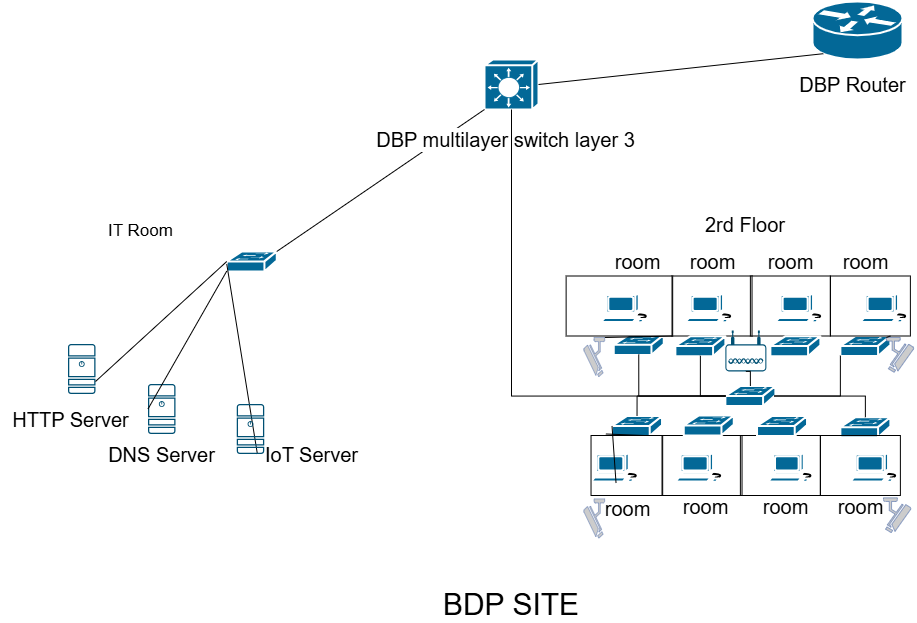 DBP Router
DBP multilayer switch layer 3
IT Room
2rd Floor
room room room room
HTTP Server
DNS Server
IoT Server
room room room room
BDP SITE